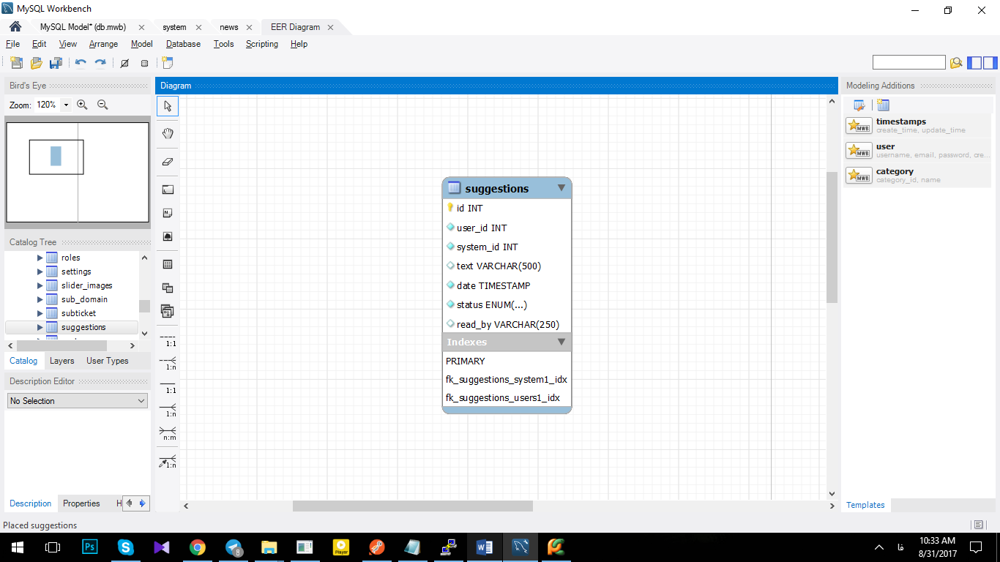 MySQL Workbench
MySQL Model* (db.mwb)
system
news
EER Diagram
File Edit View Arrange Model Database Tools Scripting Help
Bird's Eye
Zoom: 120%
Catalog Tree
roles
settings
slider_images
sub_domain
subticket
suggestions
Catalog Layers User Types
Description Editor
No Selection
Description Properties H
Placed suggestions
Diagram
1:1
1:n
1:1
1:n
n:m
1:n
suggestions
id INT
user_id INT
system_id INT
text VARCHAR(500)
date TIMESTAMP
status ENUM(...)
read_by VARCHAR(250)
Indexes
PRIMARY
fk_suggestions_system1_idx
fk_suggestions_users1_idx
Modeling Additions
MWB
timestamps
create_time, update_time
MWB
user
username, email, password, cre...
MWB
category
category_id, name
Templates
Ps
S
8
Player
W
فا
10:33 AM
8/31/2017